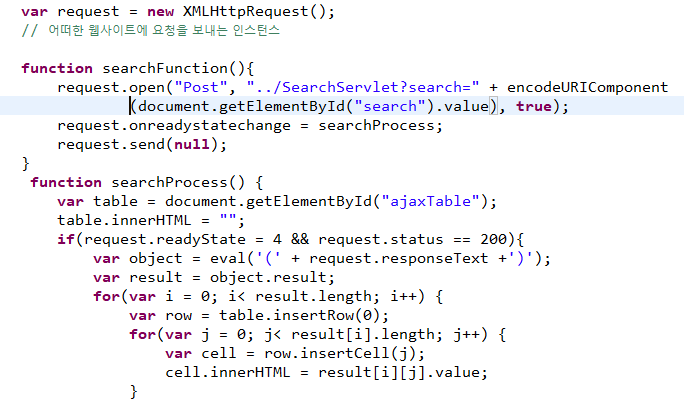 var request = new XMLHttpRequest();
// 어떠한 웹사이트에 요청을 보내는 인스턴스
function searchFunction(){
request.open("Post", "../SearchServlet?search=" + encodeURIComponent
(document.getElementById("search").value), true);
request.onreadystatechange = searchProcess;
request.send(null);
}
function searchProcess() {
var table = document.getElementById("ajaxTable");
table.innerHTML = "";
if(request.readyState = 4 && request.status == 200){
var object = eval('(' + request.responseText +')');
var result = object.result;
for(var i = 0; i< result.length; i++) {
var row = table.insertRow(0);
for(var j = 0; j< result[i].length; j++) {
var cell = row.insertCell(j);
cell.innerHTML = result[i][j].value;
}